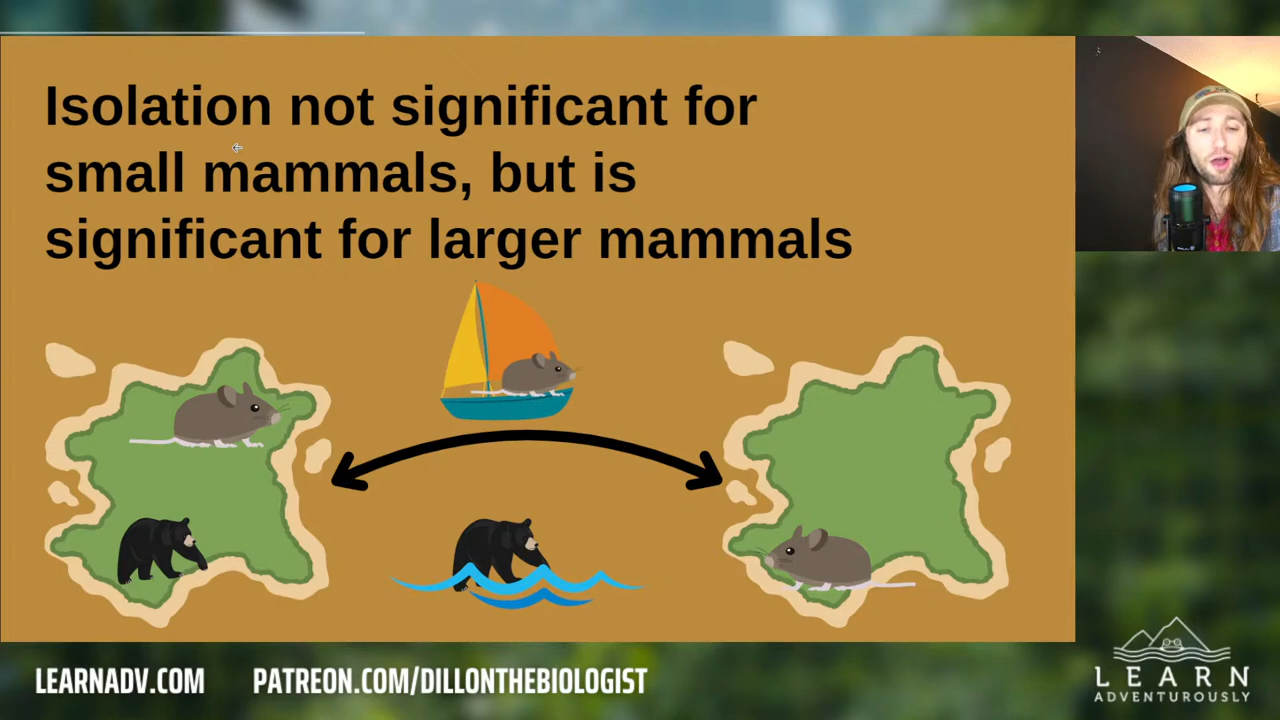 Isolation not significant for
small mammals, but is
significant for larger mammals
LEARNADV.COM
PATREON.COM/DILLONTHEBIOLOGIST
LEARN
ADVENTUROUSLY